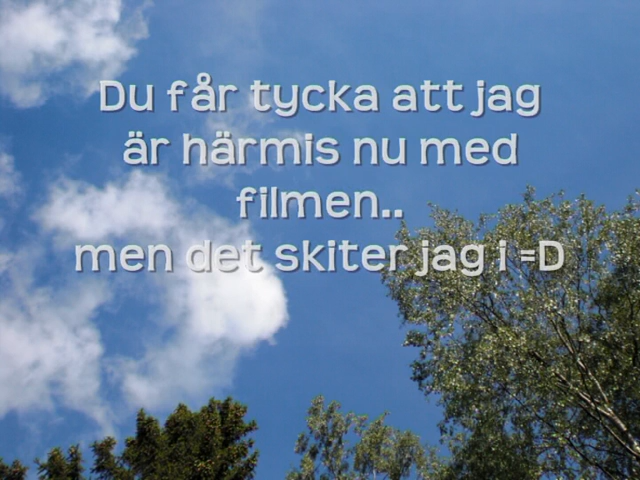 Du får tycka att jag
är härmis nu med
filmen..
men det skiter jag i =D